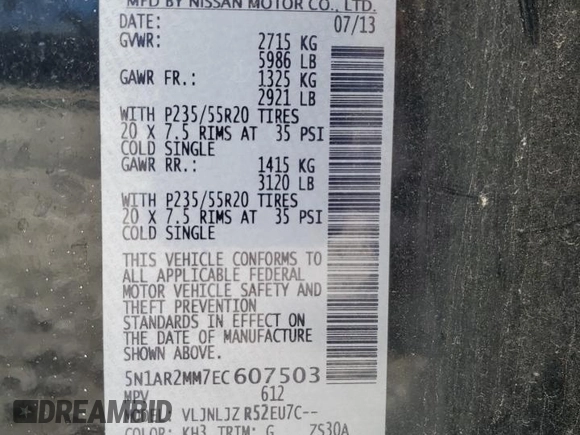 MFD BY NISSAN MOTOR CO., LTD.
DATE: 07/13
GVWR: 2715 KG
5986 LB
GAWR FR.: 1325 KG
2921 LB
WITH P235/55R20 TIRES
20 X 7.5 RIMS AT 35 PSI
COLD SINGLE
GAWR RR.: 1415 KG
3120 LB
WITH P235/55R20 TIRES
20 X 7.5 RIMS AT 35 PSI
COLD SINGLE
THIS VEHICLE CONFORMS TO
ALL APPLICABLE FEDERAL
MOTOR VEHICLE SAFETY AND
THEFT PREVENTION
STANDARDS IN EFFECT ON
THE DATE OF MANUFACTURE
SHOWN ABOVE.
5N1AR2MM7EC607503
MPV 612
MODEL: VLJNLJZ R52EU7C--
COLOR: KH3 TRIM: G 7S30A
DREAMBID